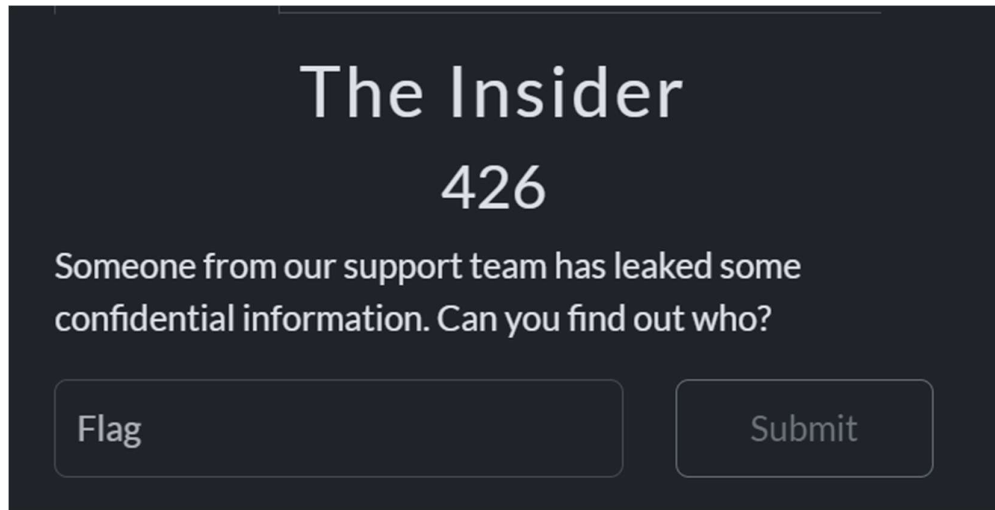 The Insider
426
Someone from our support team has leaked some
confidential information. Can you find out who?
Flag
Submit